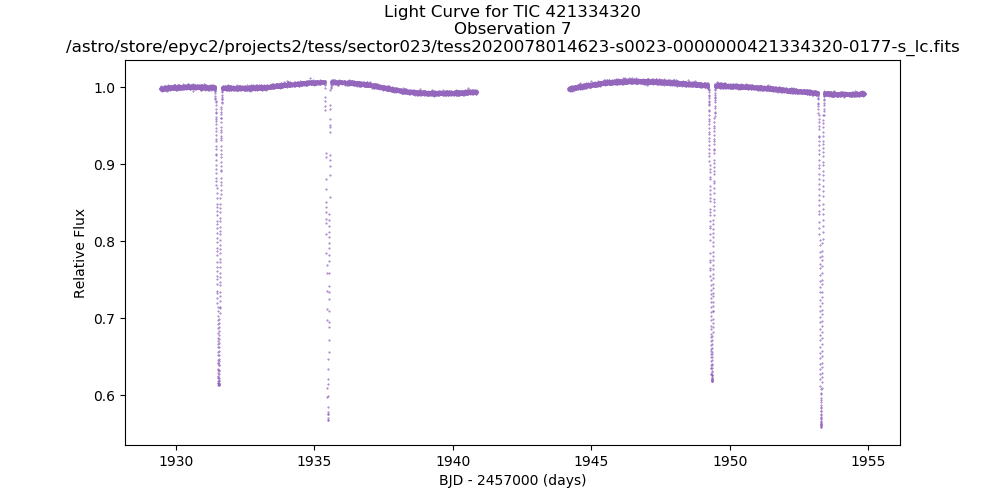 Light Curve for TIC 421334320
Observation 7
/astro/store/epyc2/projects2/tess/sector023/tess2020078014623-s0023-0000000421334320-0177-s_lc.fits
1.0
0.9
0.8
0.7
0.6
Relative Flux
1930 1935 1940 1945 1950 1955
BJD - 2457000 (days)